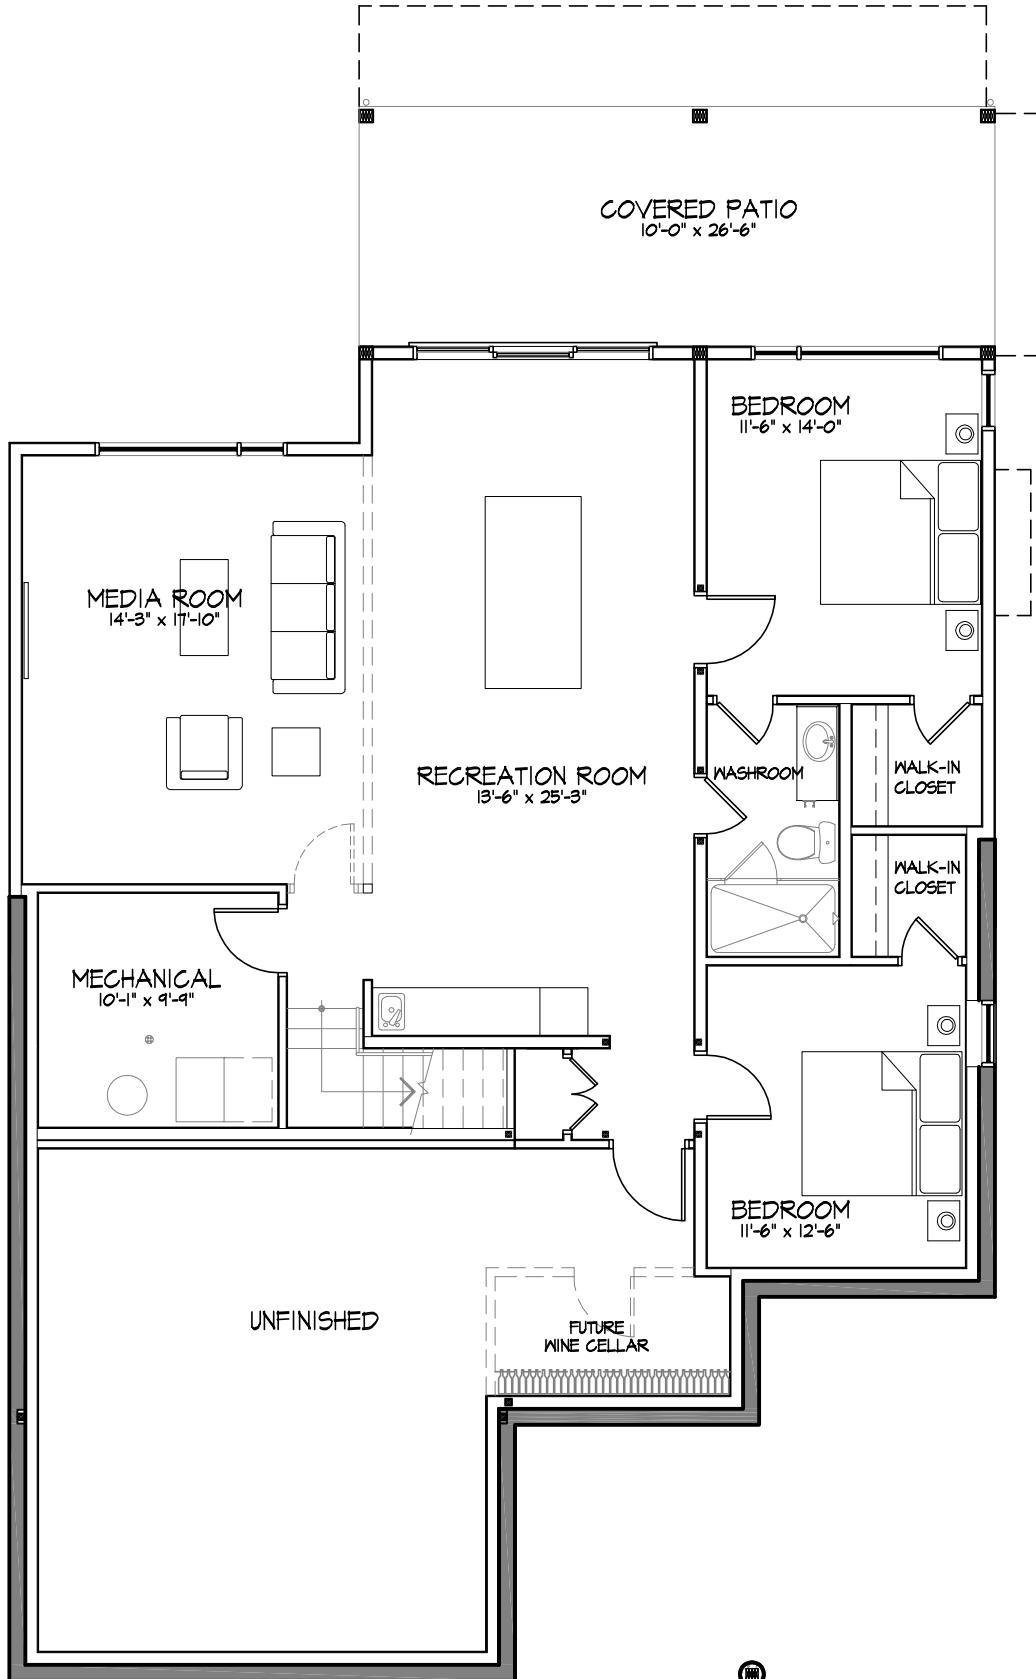 COVERED PATIO
10'-0" x 26'-6"
BEDROOM
11'-6" x 14'-0"
MEDIA ROOM
14'-3" x 17'-10"
RECREATION ROOM
13'-6" x 25'-3"
WASHROOM
WALK-IN
CLOSET
WALK-IN
CLOSET
MECHANICAL
10'-1" x 9'-9"
BEDROOM
11'-6" x 12'-6"
UNFINISHED
FUTURE
WINE CELLAR